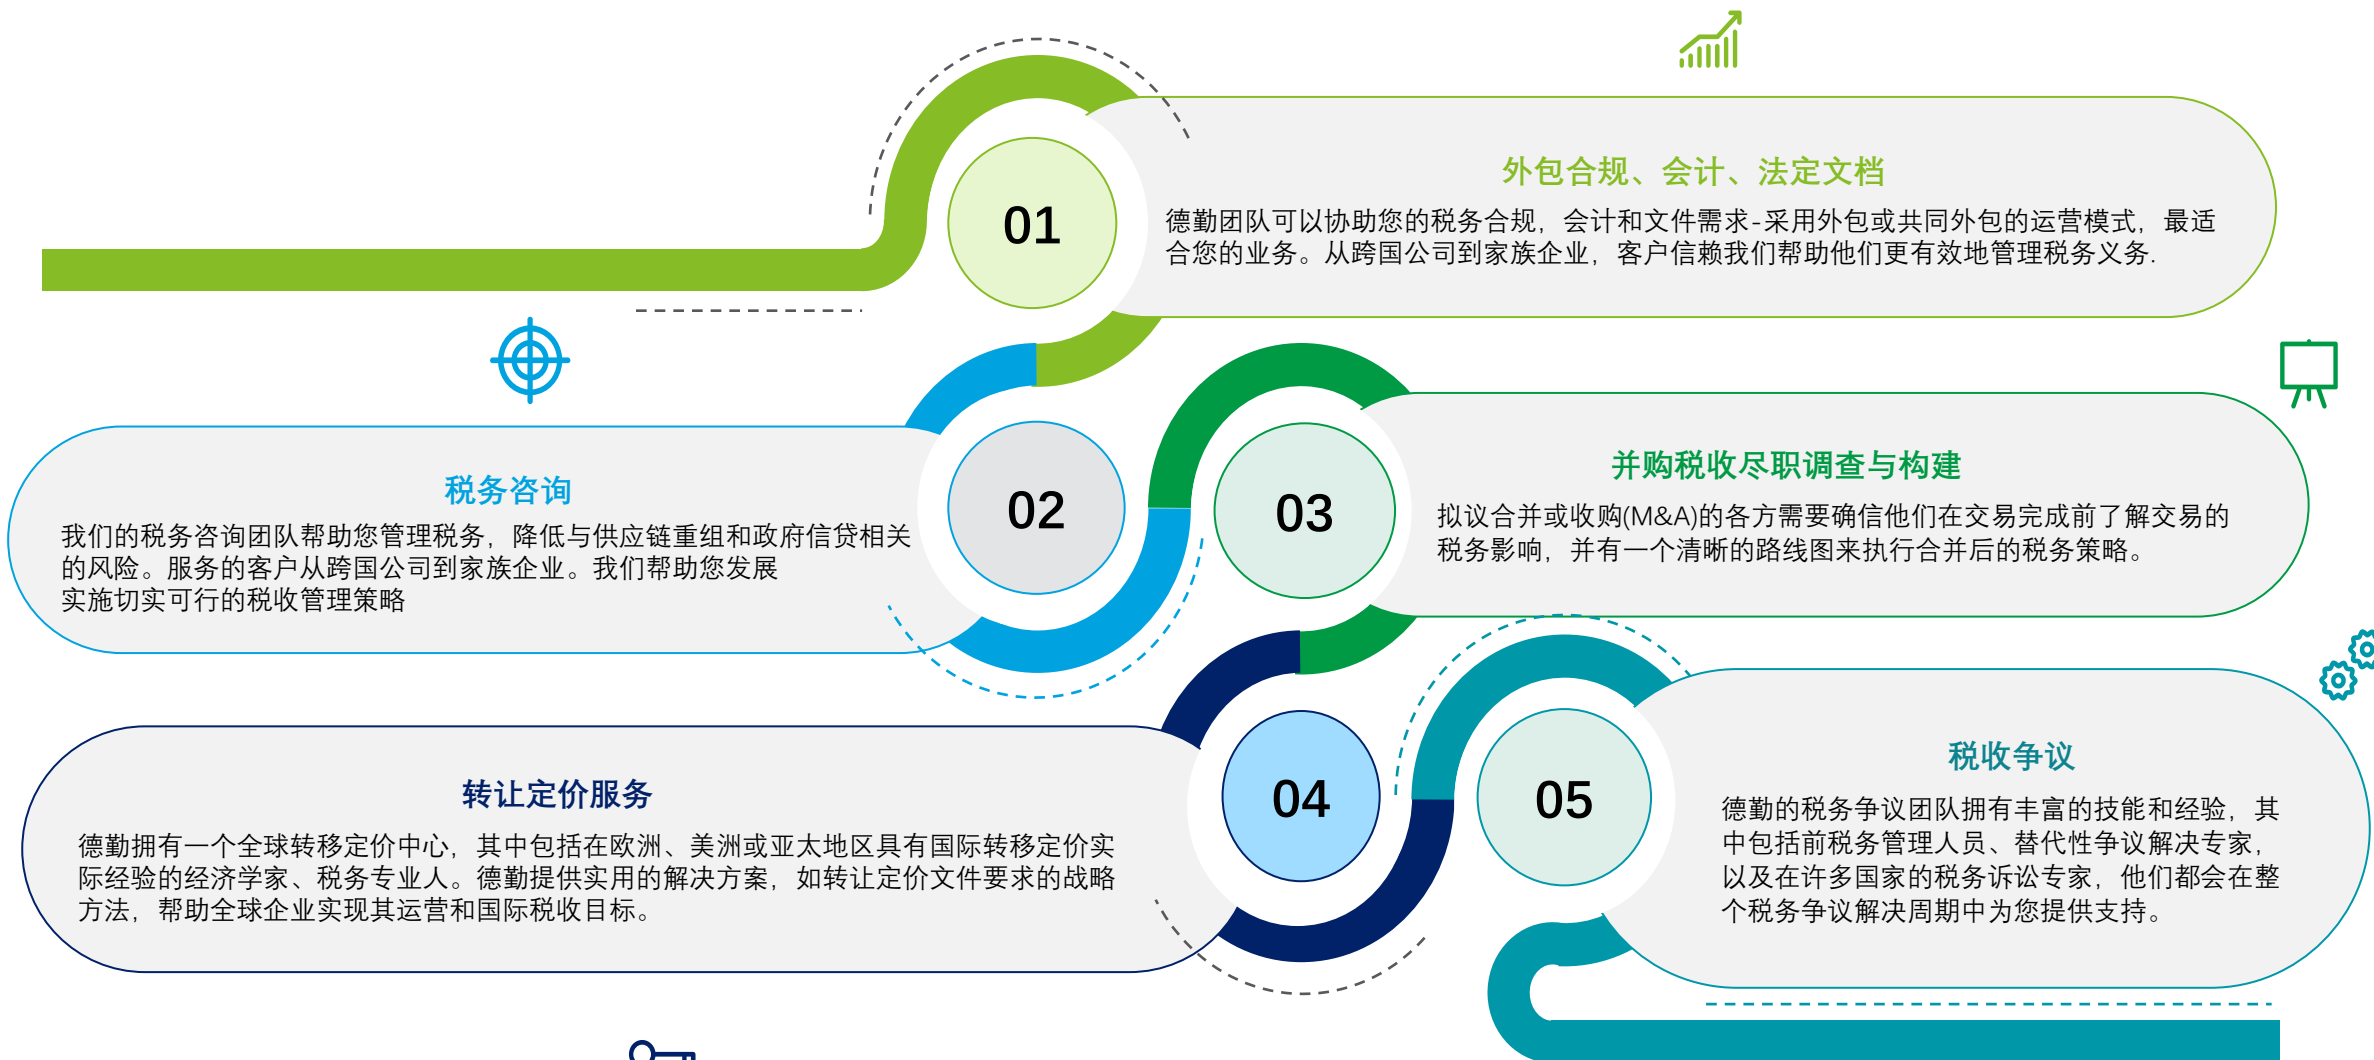 01
外包合规、会计、法定文档
德勤团队可以协助您的税务合规，会计和文件需求-采用外包或共同外包的运营模式，最适
合您的业务。从跨国公司到家族企业，客户信赖我们帮助他们更有效地管理税务义务.
税务咨询
我们的税务咨询团队帮助您管理税务，降低与供应链重组和政府信贷相关
的风险。服务的客户从跨国公司到家族企业。我们帮助您发展
实施切实可行的税收管理策略
02
03
并购税收尽职调查与构建
拟议合并或收购(M&A)的各方需要确信他们在交易完成前了解交易的
税务影响，并有一个清晰的路线图来执行合并后的税务策略。
转让定价服务
德勤拥有一个全球转移定价中心，其中包括在欧洲、美洲或亚太地区具有国际转移定价实
际经验的经济学家、税务专业人。德勤提供实用的解决方案，如转让定价文件要求的战略
方法，帮助全球企业实现其运营和国际税收目标。
04
05
税收争议
德勤的税务争议团队拥有丰富的技能和经验，其
中包括前税务管理人员、替代性争议解决专家，
以及在许多国家的税务诉讼专家，他们都会在整
个税务争议解决周期中为您提供支持。